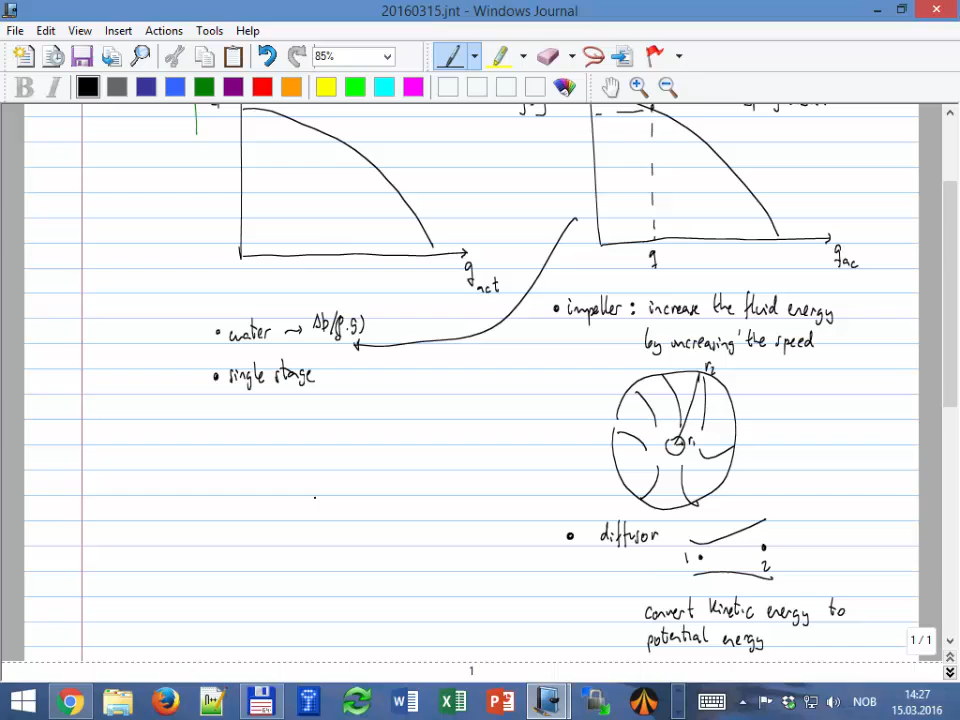 20160315.jnt - Windows Journal
File Edit View Insert Actions Tools Help
85%
B I
q act
q
q ac
• water → Δp/(ρ.g)
• single stage
• impeller : increase the fluid energy
by increasing the speed
r2
r1
• diffusor
1
2
convert kinetic energy to
potential energy
1 / 1
1
NOB
14:27
15.03.2016